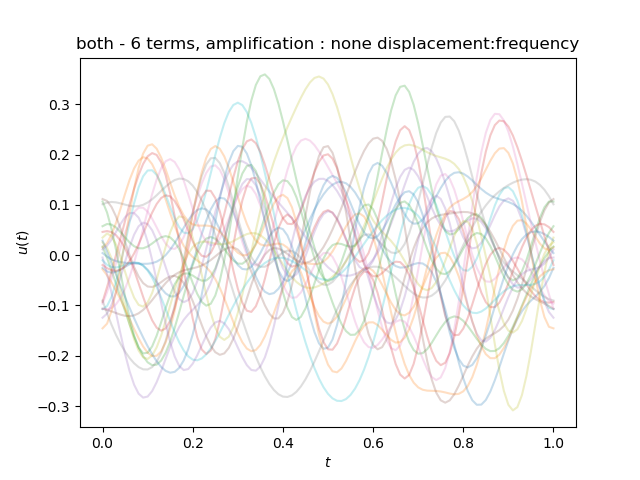 both - 6 terms, amplification : none displacement:frequency
0.3
0.2
0.1
0.0
−0.1
−0.2
−0.3
u(t)
0.0 0.2 0.4 0.6 0.8 1.0
t